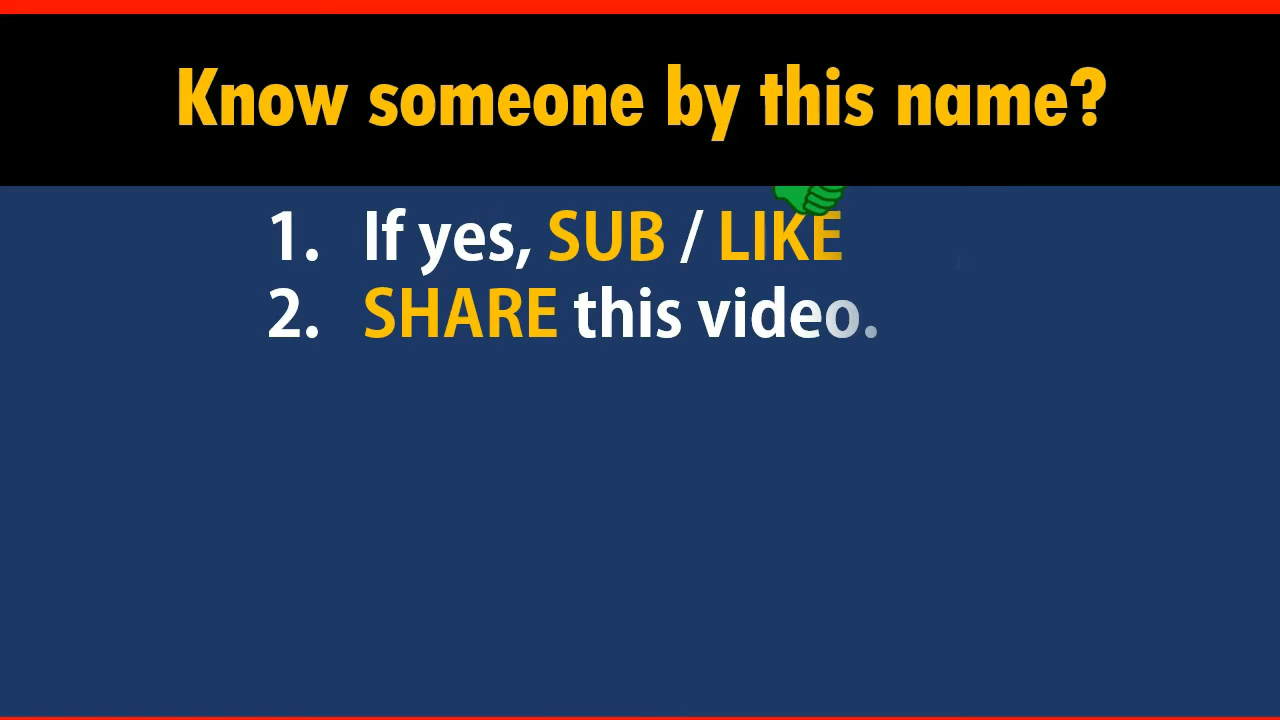 Know someone by this name?
1. If yes, SUB / LIKE
2. SHARE this video.